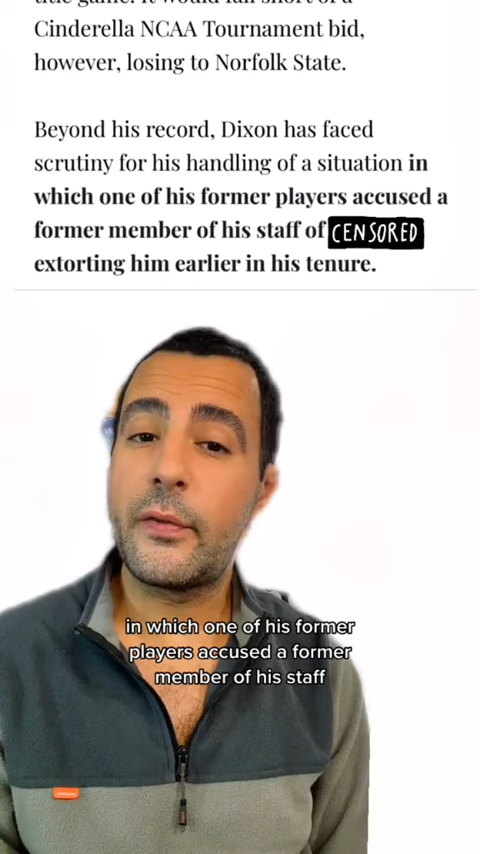 Cinderella NCAA Tournament bid,
however, losing to Norfolk State.
Beyond his record, Dixon has faced
scrutiny for his handling of a situation in
which one of his former players accused a
former member of his staff of CENSORED
extorting him earlier in his tenure.
in which one of his former
players accused a former
member of his staff